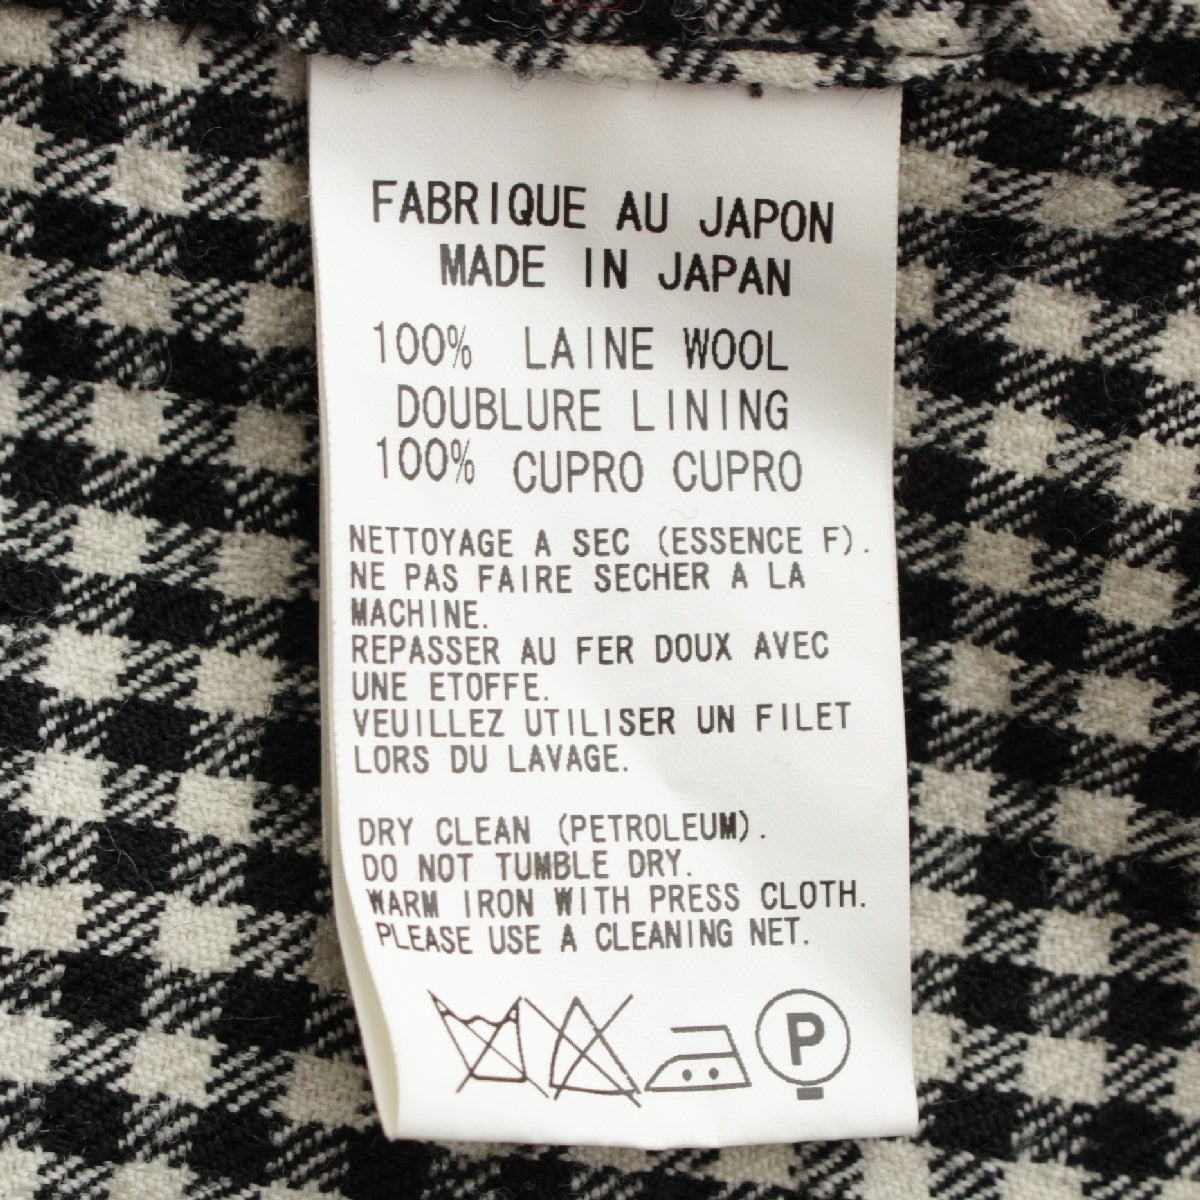 FABRIQUE AU JAPON
MADE IN JAPAN
100% LAINE WOOL
DOUBLURE LINING
100% CUPRO CUPRO
NETTOYAGE A SEC (ESSENCE F).
NE PAS FAIRE SECHER A LA
MACHINE.
REPASSER AU FER DOUX AVEC
UNE ETOFFE.
VEUILLEZ UTILISER UN FILET
LORS DU LAVAGE.
DRY CLEAN (PETROLEUM).
DO NOT TUMBLE DRY.
WARM IRON WITH PRESS CLOTH.
PLEASE USE A CLEANING NET.
P